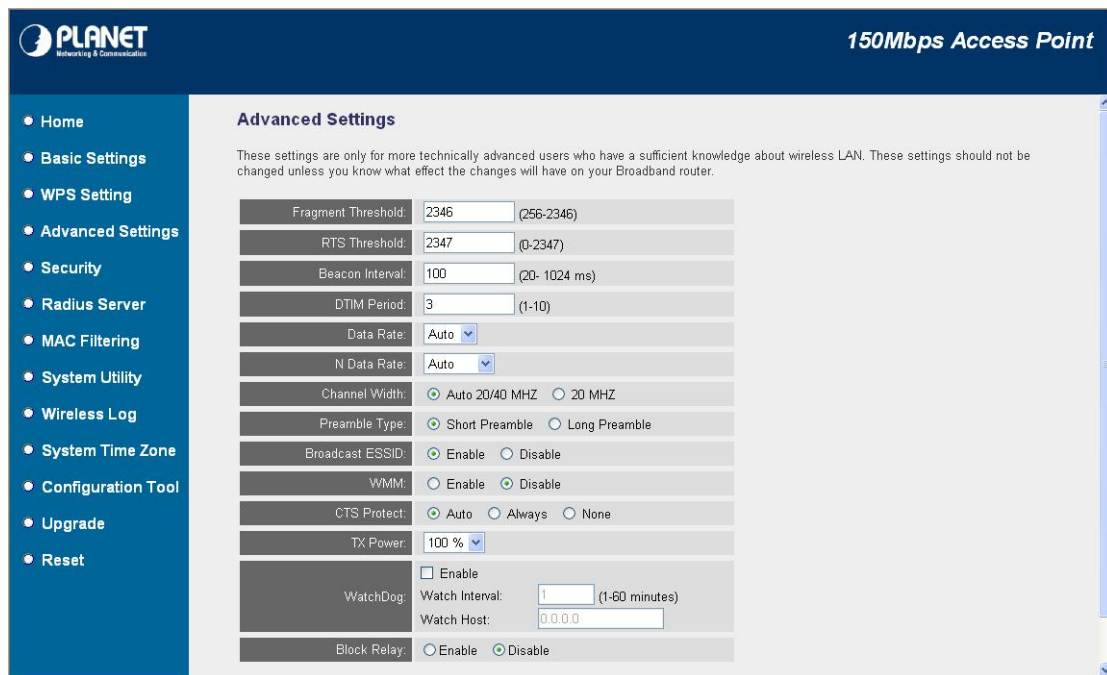 PLANET
Networking & Communication
150Mbps Access Point
Home
Basic Settings
WPS Setting
Advanced Settings
Security
Radius Server
MAC Filtering
System Utility
Wireless Log
System Time Zone
Configuration Tool
Upgrade
Reset
Advanced Settings
These settings are only for more technically advanced users who have a sufficient knowledge about wireless LAN. These settings should not be
changed unless you know what effect the changes will have on your Broadband router.
Fragment Threshold: 2346 (256-2346)
RTS Threshold: 2347 (0-2347)
Beacon Interval: 100 (20- 1024 ms)
DTIM Period: 3 (1-10)
Data Rate: Auto
N Data Rate: Auto
Channel Width: Auto 20/40 MHZ 20 MHZ
Preamble Type: Short Preamble Long Preamble
Broadcast ESSID: Enable Disable
WMM: Enable Disable
CTS Protect: Auto Always None
TX Power: 100 %
WatchDog: Enable
Watch Interval: 1 (1-60 minutes)
Watch Host: 0.0.0.0
Block Relay: Enable Disable